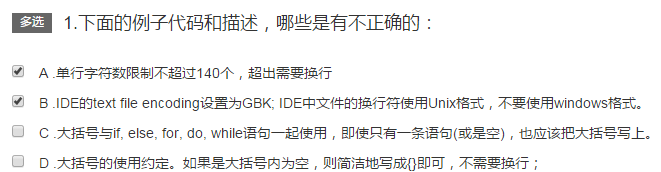 多选 1.下面的例子代码和描述，哪些是有不正确的：
A .单行字符数限制不超过140个，超出需要换行
B .IDE的text file encoding设置为GBK; IDE中文件的换行符使用Unix格式，不要使用windows格式。
C .大括号与if, else, for, do, while语句一起使用，即使只有一条语句(或是空)，也应该把大括号写上。
D .大括号的使用约定。如果是大括号内为空，则简洁地写成{}即可，不需要换行；